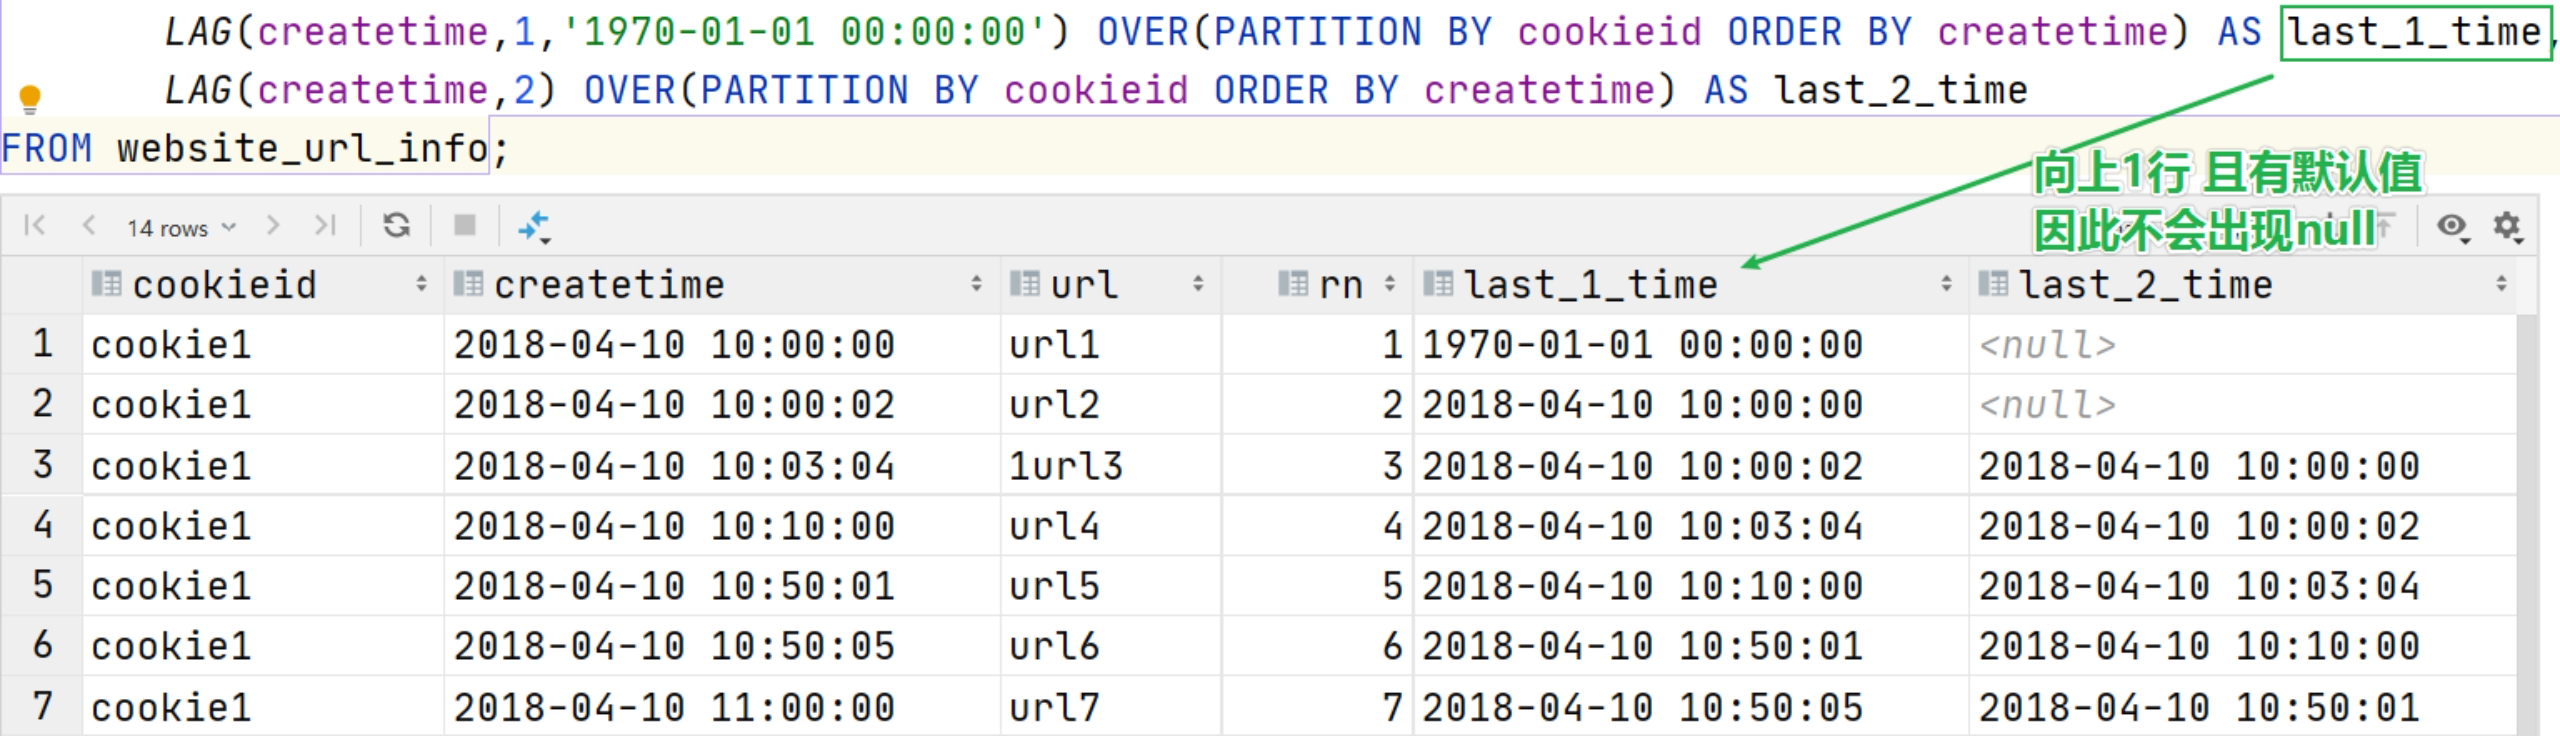 LAG(createtime,1,'1970-01-01 00:00:00') OVER(PARTITION BY cookieid ORDER BY createtime) AS last_1_time,
LAG(createtime,2) OVER(PARTITION BY cookieid ORDER BY createtime) AS last_2_time
FROM website_url_info;
向上1行 且有默认值
因此不会出现null
14 rows
cookieid createtime url rn last_1_time last_2_time
1 cookie1 2018-04-10 10:00:00 url1 1 1970-01-01 00:00:00 <null>
2 cookie1 2018-04-10 10:00:02 url2 2 2018-04-10 10:00:00 <null>
3 cookie1 2018-04-10 10:03:04 1url3 3 2018-04-10 10:00:02 2018-04-10 10:00:00
4 cookie1 2018-04-10 10:10:00 url4 4 2018-04-10 10:03:04 2018-04-10 10:00:02
5 cookie1 2018-04-10 10:50:01 url5 5 2018-04-10 10:10:00 2018-04-10 10:03:04
6 cookie1 2018-04-10 10:50:05 url6 6 2018-04-10 10:50:01 2018-04-10 10:10:00
7 cookie1 2018-04-10 11:00:00 url7 7 2018-04-10 10:50:05 2018-04-10 10:50:01